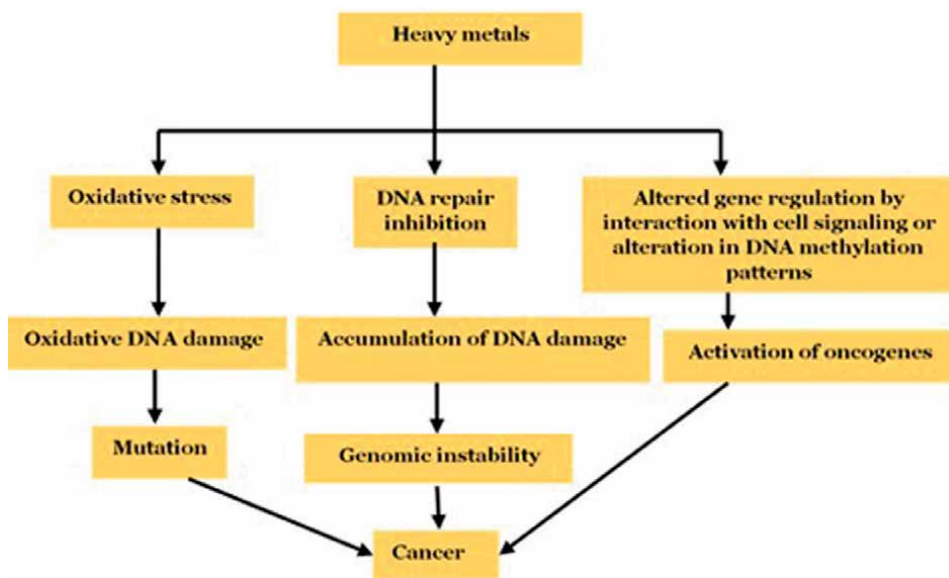 Heavy metals
Oxidative stress
DNA repair
inhibition
Altered gene regulation by
interaction with cell signaling or
alteration in DNA methylation
patterns
Oxidative DNA damage
Accumulation of DNA damage
Activation of oncogenes
Mutation
Genomic instability
Cancer